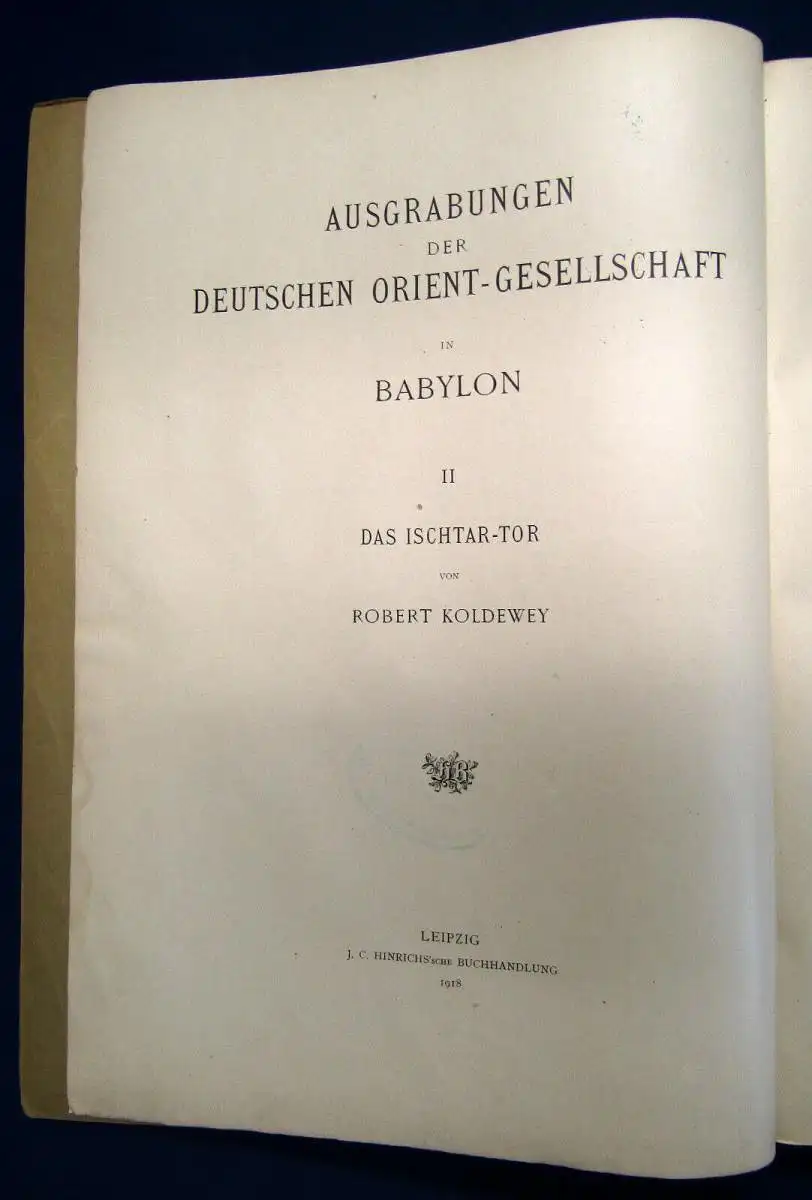 AUSGRABUNGEN
DER
DEUTSCHEN ORIENT-GESELLSCHAFT
IN
BABYLON
II
DAS ISCHTAR-TOR
VON
ROBERT KOLDEWEY
LEIPZIG
J. C. HINRICHS'SCHE BUCHHANDLUNG
1918